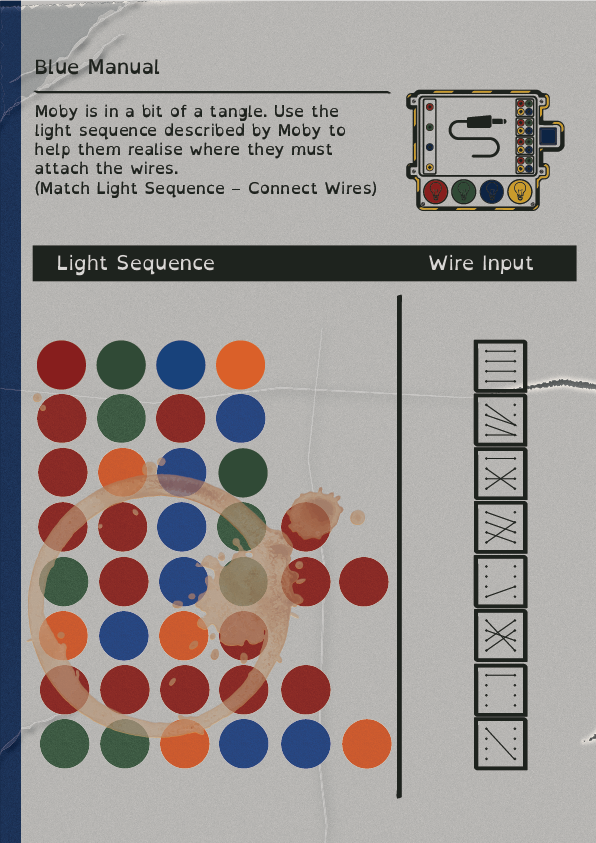 Blue Manual
Moby is in a bit of a tangle. Use the
light sequence described by Moby to
help them realise where they must
attach the wires.
(Match Light Sequence – Connect Wires)
Light Sequence
Wire Input